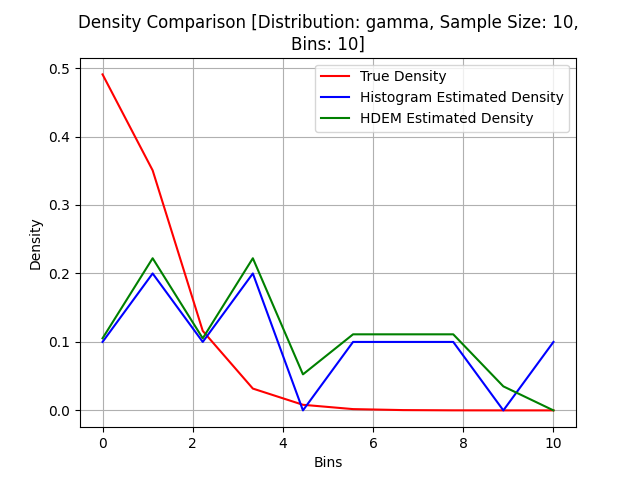 Density Comparison [Distribution: gamma, Sample Size: 10,
Bins: 10]
True Density
Histogram Estimated Density
HDEM Estimated Density
Density
0.5
0.4
0.3
0.2
0.1
0.0
0 2 4 6 8 10
Bins